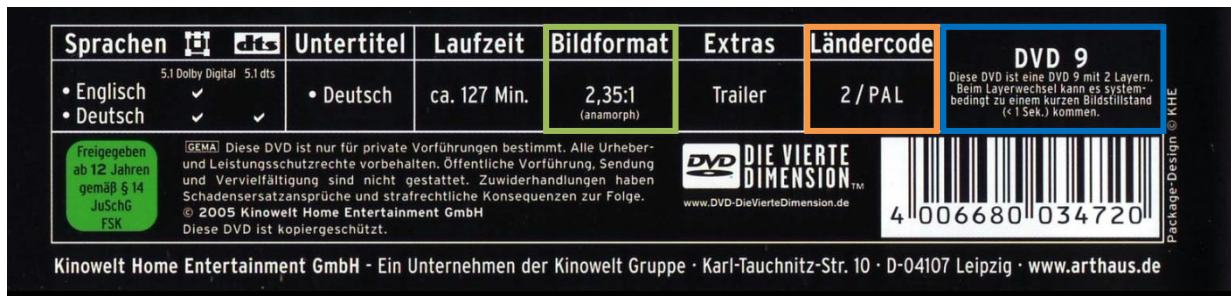 Sprachen dts Untertitel Laufzeit Bildformat Extras Ländercode
5.1 Dolby Digital 5.1 dts
• Englisch ✓
• Deutsch ✓ ✓
• Deutsch
ca. 127 Min.
2,35:1
(anamorph)
Trailer
2 / PAL
DVD 9
Diese DVD ist eine DVD 9 mit 2 Layern.
Beim Layerwechsel kann es system-
bedingt zu einem kurzen Bildstillstand
(< 1 Sek.) kommen.
Freigegeben
ab 12 Jahren
gemäß § 14
JuSchG
FSK
GEMA Diese DVD ist nur für private Vorführungen bestimmt. Alle Urheber-
und Leistungsschutzrechte vorbehalten. Öffentliche Vorführung, Sendung
und Vervielfältigung sind nicht gestattet. Zuwiderhandlungen haben
Schadensersatzansprüche und strafrechtliche Konsequenzen zur Folge.
© 2005 Kinowelt Home Entertainment GmbH
Diese DVD ist kopiergeschützt.
DVD DIE VIERTE
DIMENSION™
www.DVD-DieVierteDimension.de
4 006680 034720
Package-Design © KHE
Kinowelt Home Entertainment GmbH - Ein Unternehmen der Kinowelt Gruppe · Karl-Tauchnitz-Str. 10 · D-04107 Leipzig · www.arthaus.de